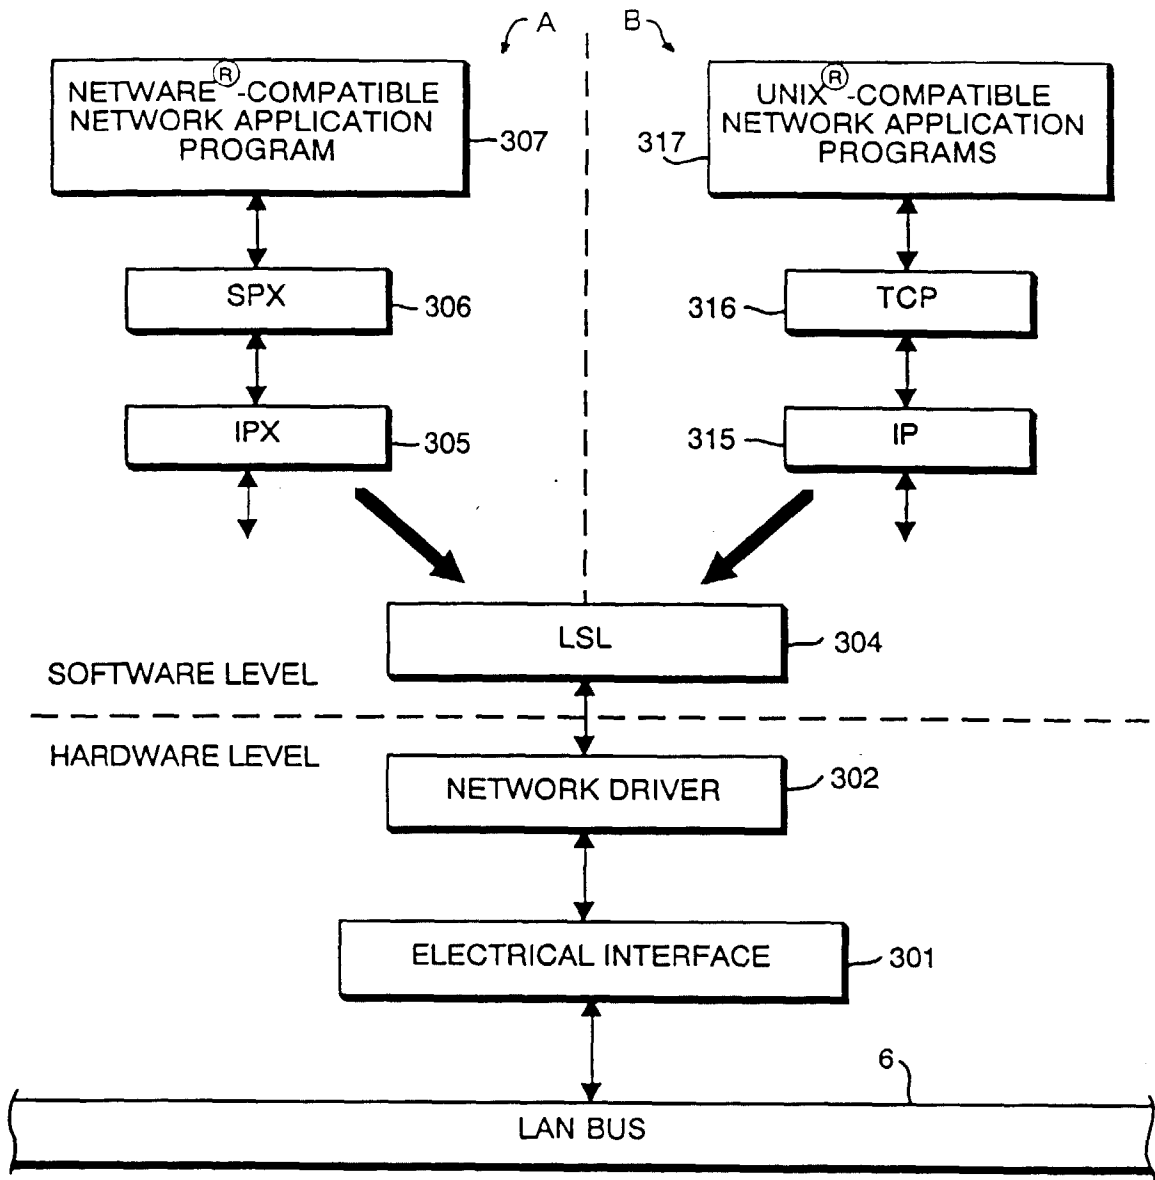 A
B
NETWARE®-COMPATIBLE
NETWORK APPLICATION
PROGRAM
307
UNIX®-COMPATIBLE
NETWORK APPLICATION
PROGRAMS
317
SPX
306
TCP
316
IPX
305
IP
315
LSL
304
SOFTWARE LEVEL
HARDWARE LEVEL
NETWORK DRIVER
302
ELECTRICAL INTERFACE
301
6
LAN BUS